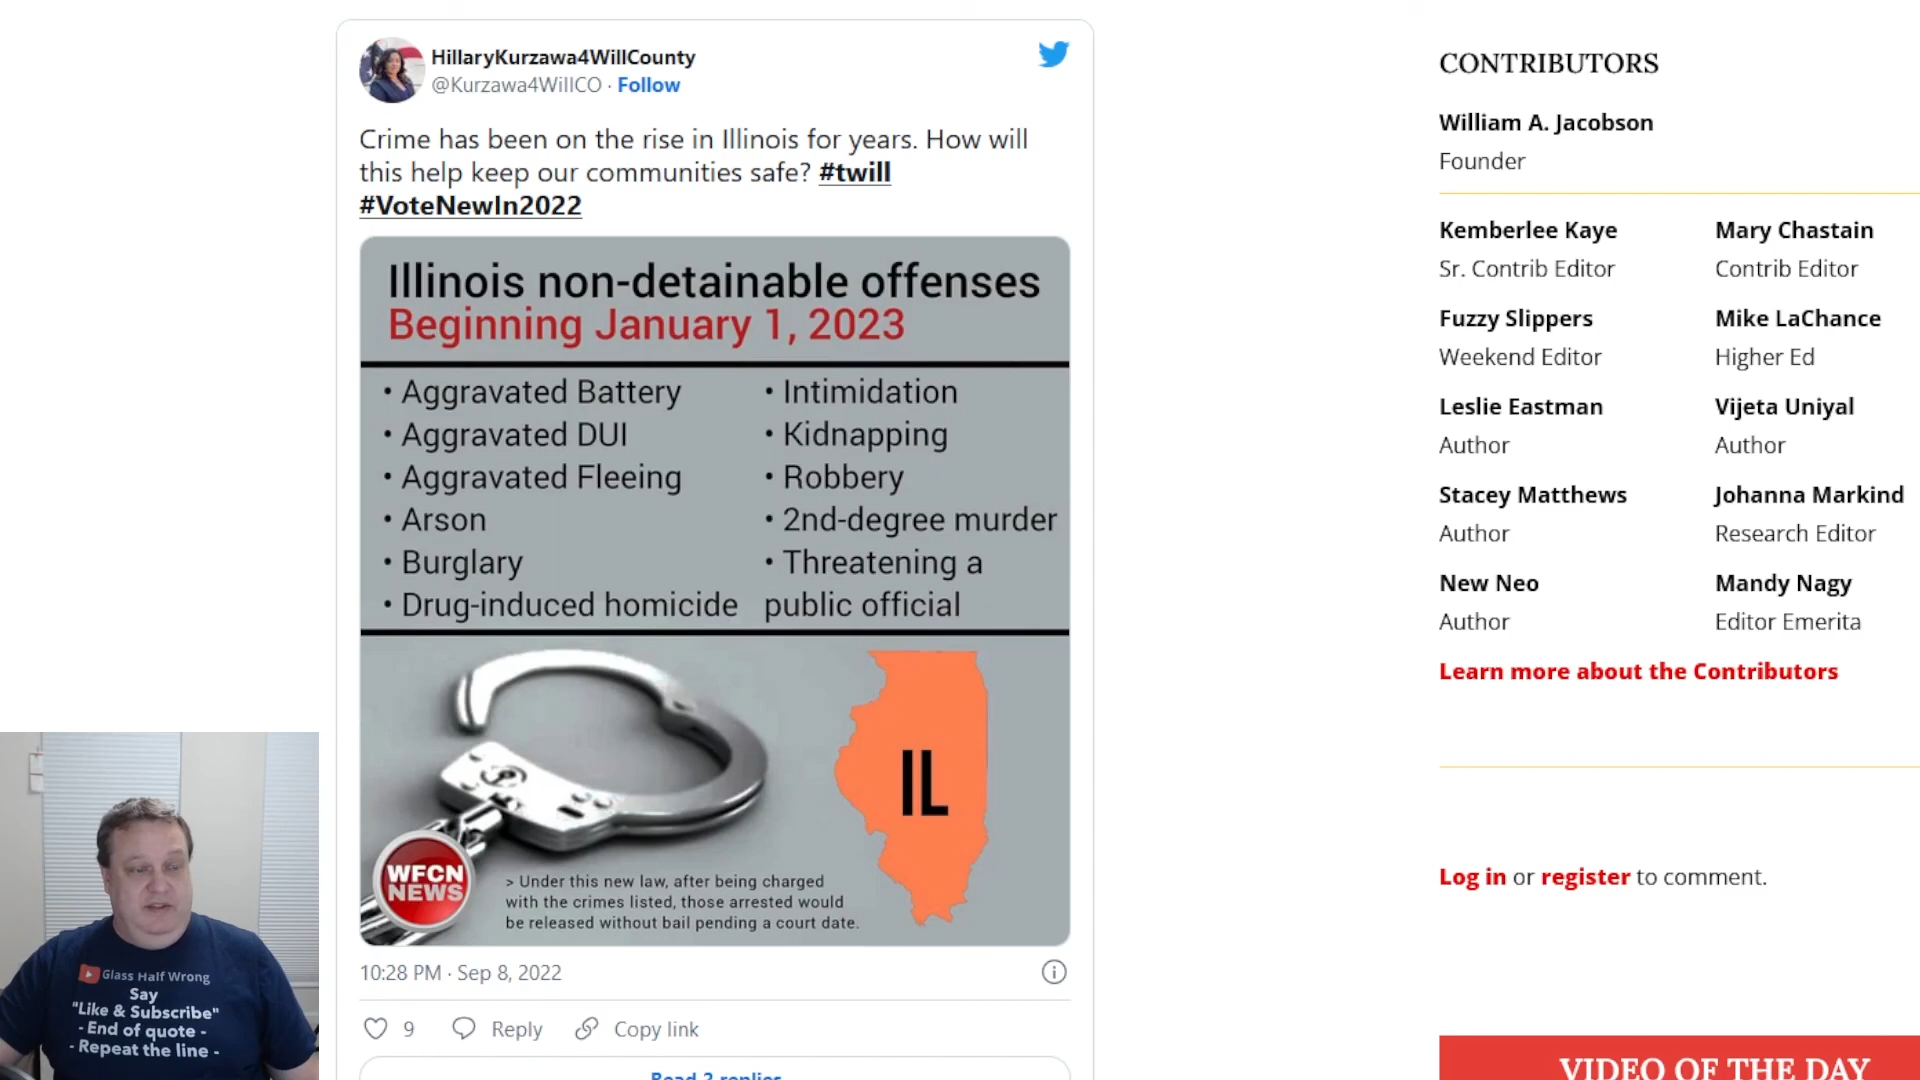 HillaryKurzawa4WillCounty
@Kurzawa4WillCO · Follow
Crime has been on the rise in Illinois for years. How will
this help keep our communities safe? #twill
#VoteNewIn2022
Illinois non-detainable offenses
Beginning January 1, 2023
• Aggravated Battery
• Aggravated DUI
• Aggravated Fleeing
• Arson
• Burglary
• Drug-induced homicide
• Intimidation
• Kidnapping
• Robbery
• 2nd-degree murder
• Threatening a
public official
IL
WFCN
NEWS
> Under this new law, after being charged
with the crimes listed, those arrested would
be released without bail pending a court date.
10:28 PM · Sep 8, 2022
9 Reply Copy link
Read 2 replies
Glass Half Wrong
Say
"Like & Subscribe"
- End of quote -
- Repeat the line -
CONTRIBUTORS
William A. Jacobson
Founder
Kemberlee Kaye
Sr. Contrib Editor
Mary Chastain
Contrib Editor
Fuzzy Slippers
Weekend Editor
Mike LaChance
Higher Ed
Leslie Eastman
Author
Vijeta Uniyal
Author
Stacey Matthews
Author
Johanna Markind
Research Editor
New Neo
Author
Mandy Nagy
Editor Emerita
Learn more about the Contributors
Log in or register to comment.
VIDEO OF THE DAY